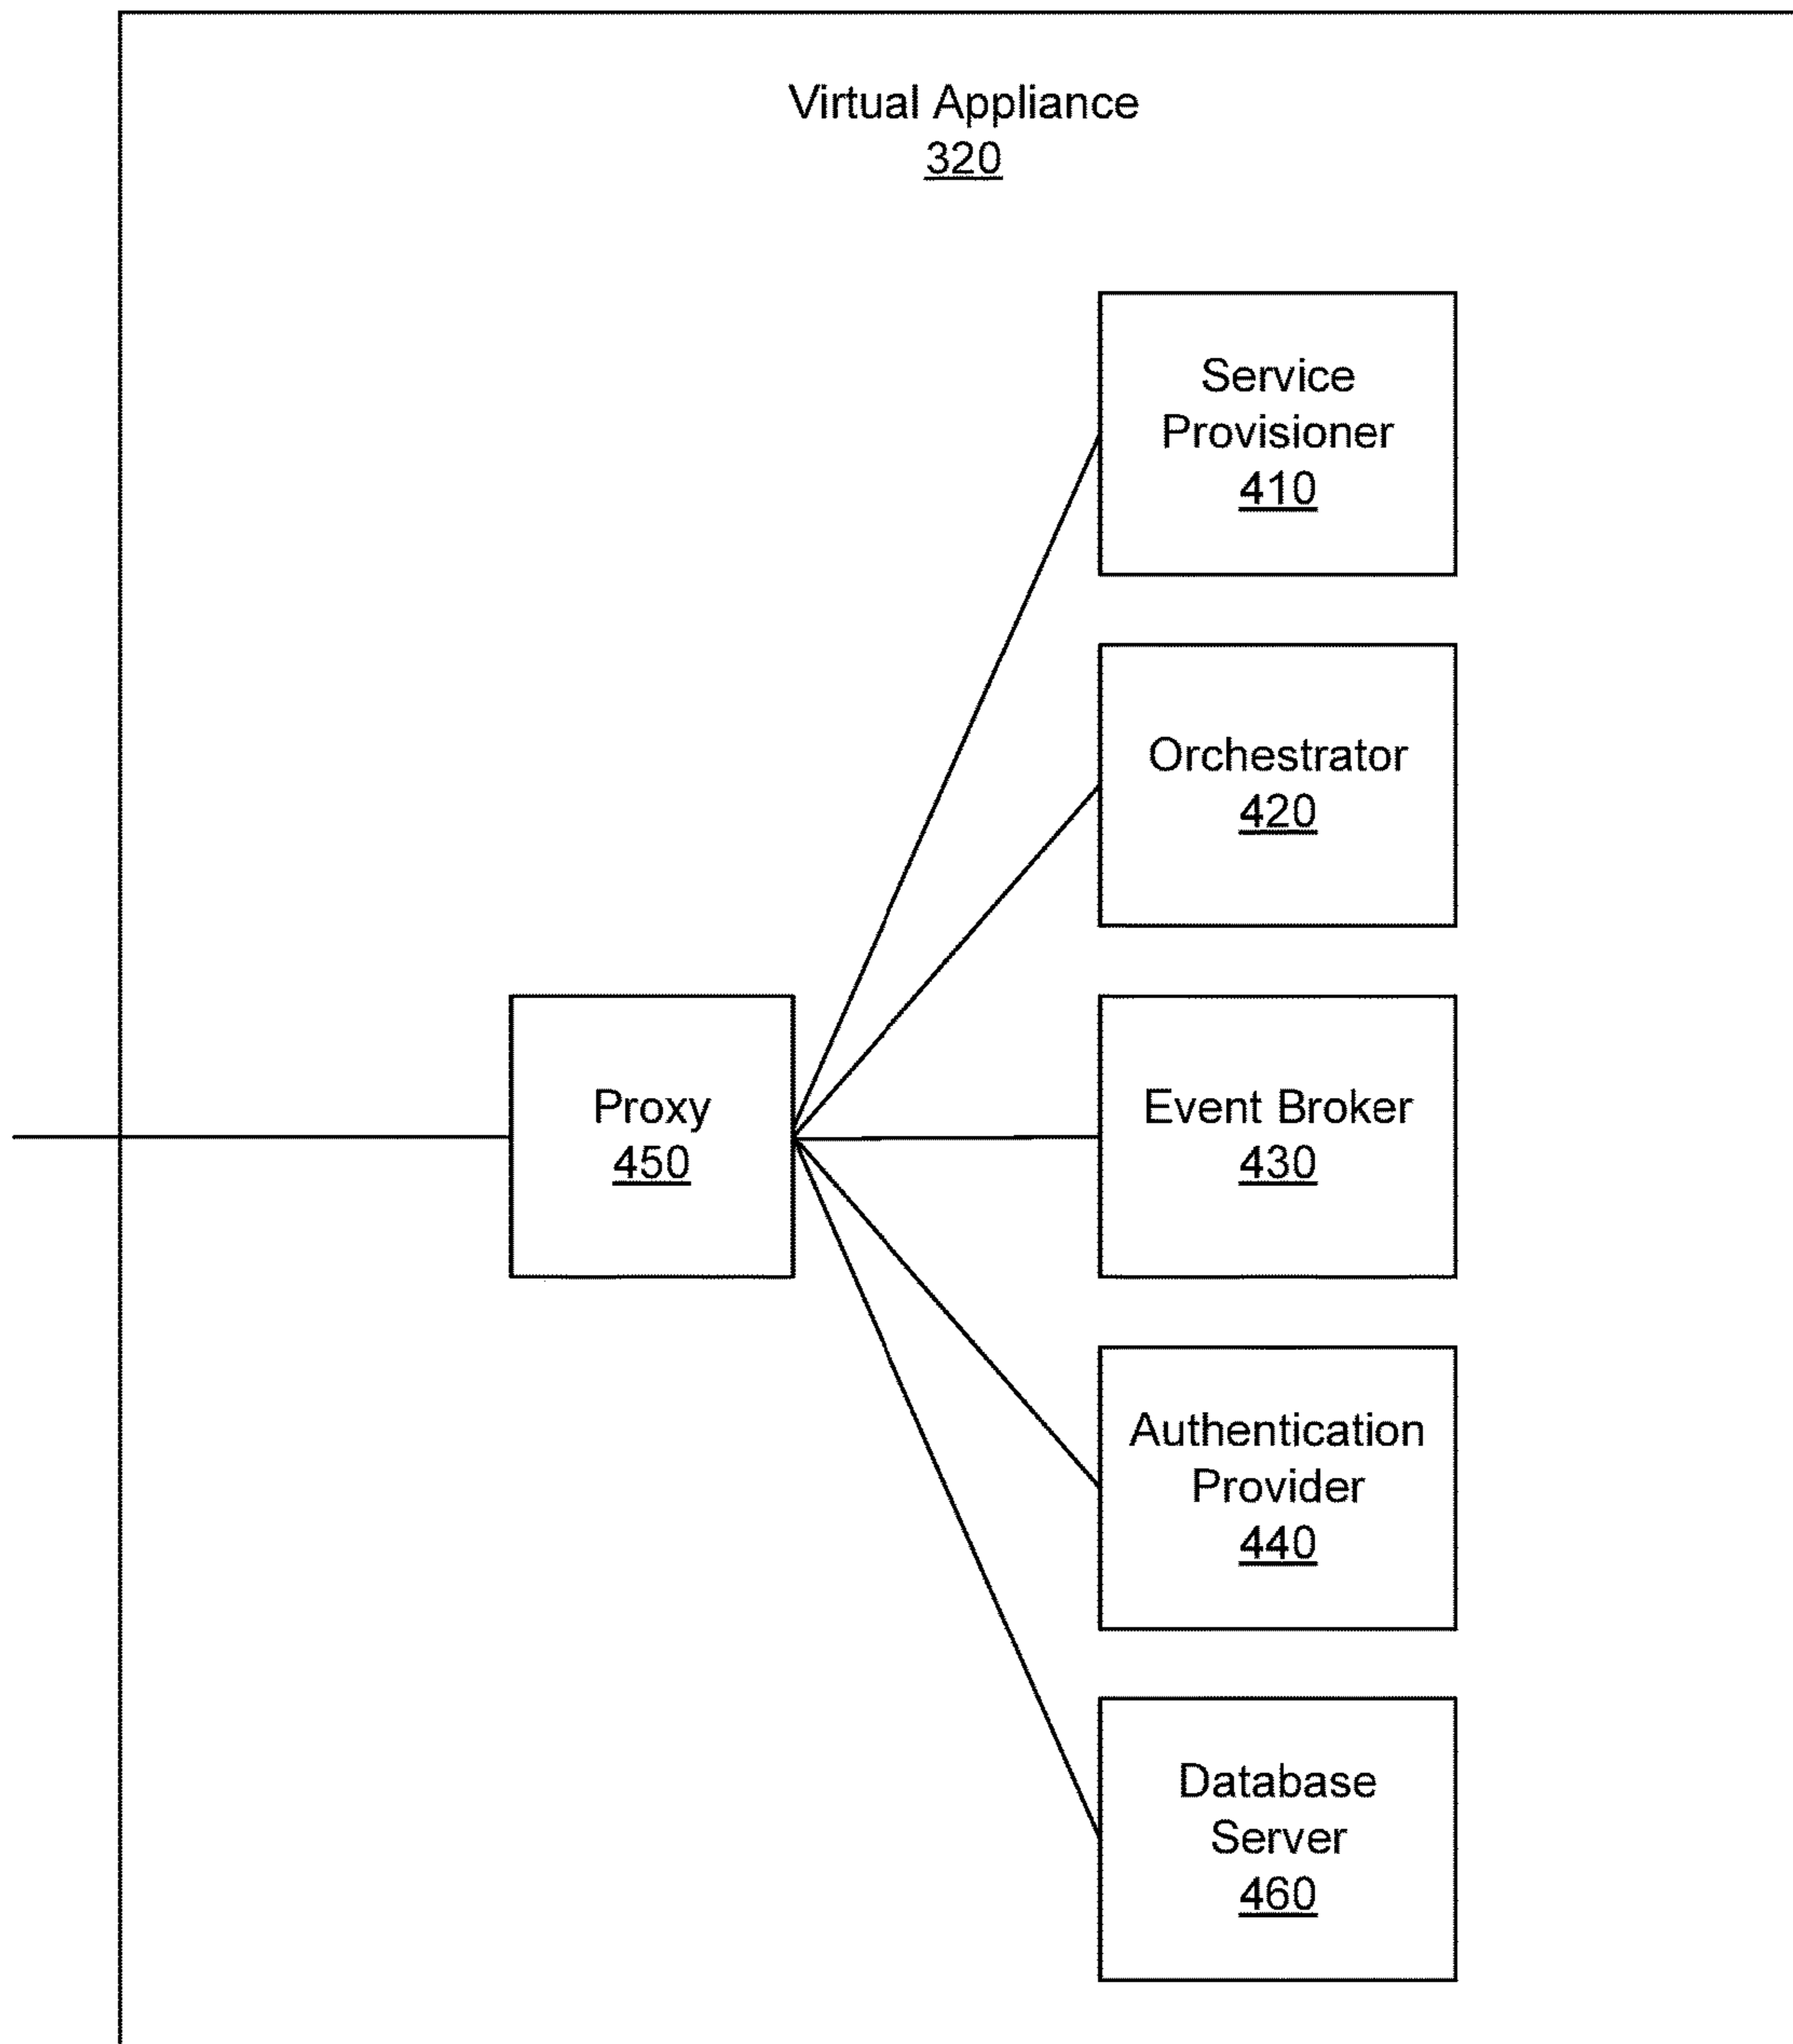 Virtual Appliance
320
Service
Provisioner
410
Orchestrator
420
Proxy
450
Event Broker
430
Authentication
Provider
440
Database
Server
460